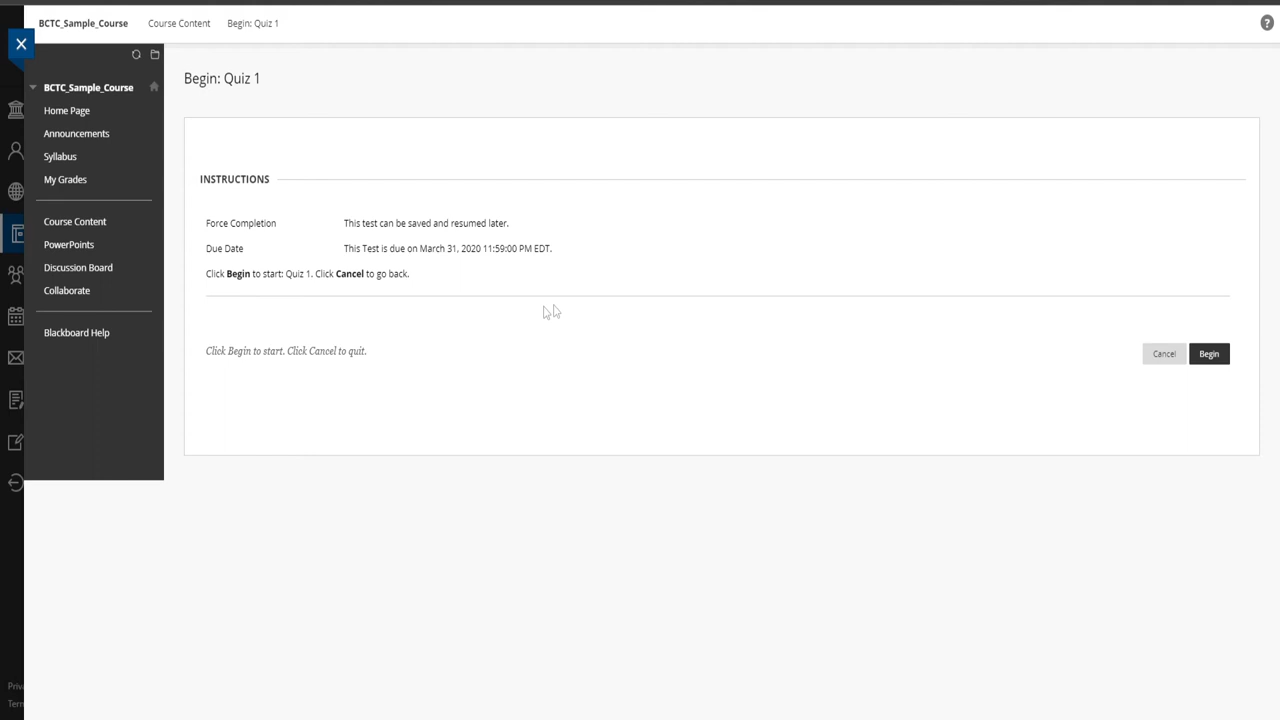 BCTC_Sample_Course Course Content Begin: Quiz 1
BCTC_Sample_Course
Home Page
Announcements
Syllabus
My Grades
Course Content
PowerPoints
Discussion Board
Collaborate
Blackboard Help
Begin: Quiz 1
INSTRUCTIONS
Force Completion This test can be saved and resumed later.
Due Date This Test is due on March 31, 2020 11:59:00 PM EDT.
Click Begin to start: Quiz 1. Click Cancel to go back.
Click Begin to start. Click Cancel to quit.
Cancel Begin
Priva
Term